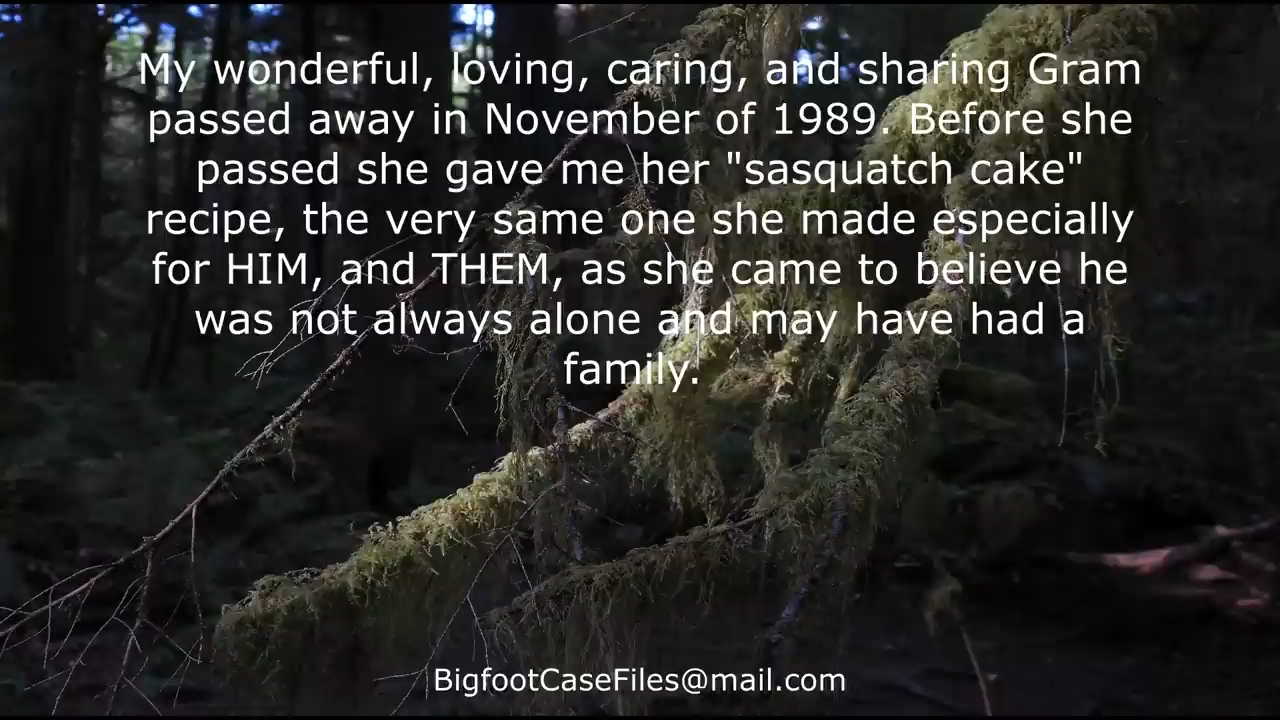 My wonderful, loving, caring, and sharing Gram
passed away in November of 1989. Before she
passed she gave me her "sasquatch cake"
recipe, the very same one she made especially
for HIM, and THEM, as she came to believe he
was not always alone and may have had a
family.
BigfootCaseFiles@mail.com